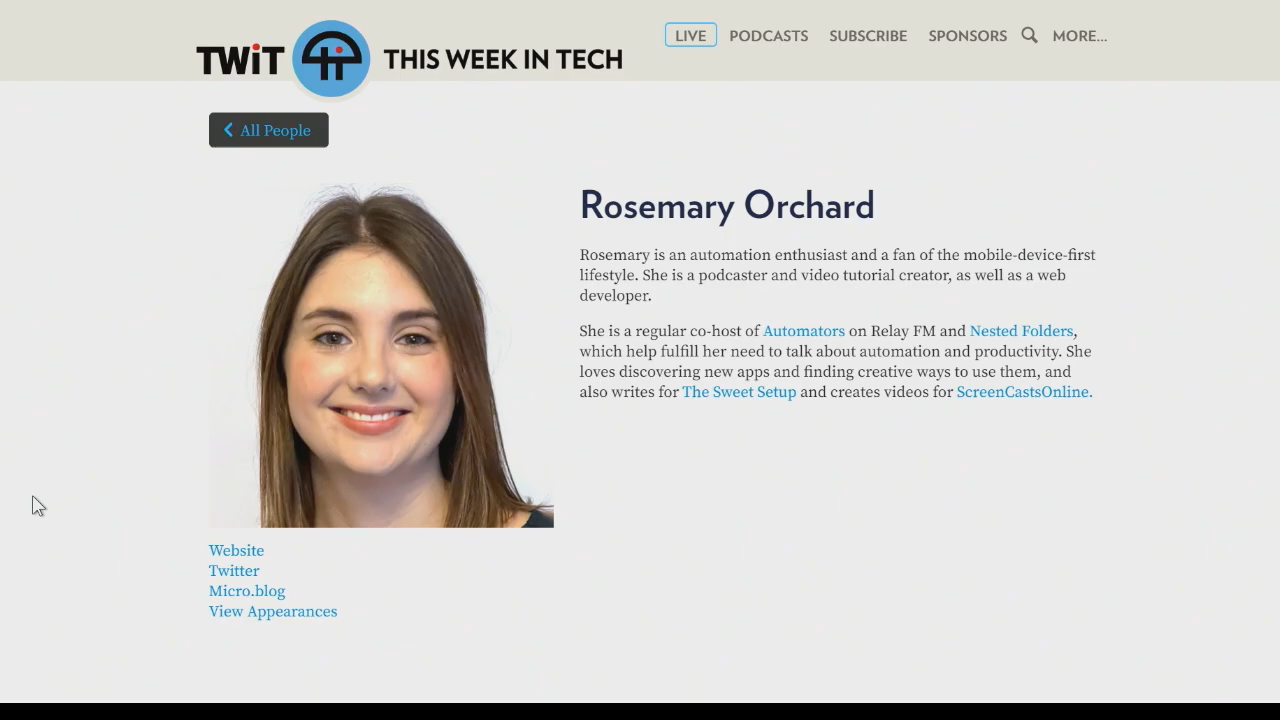 TWiT
THIS WEEK IN TECH
LIVE
PODCASTS
SUBSCRIBE
SPONSORS
MORE...
All People
Rosemary Orchard
Rosemary is an automation enthusiast and a fan of the mobile-device-first
lifestyle. She is a podcaster and video tutorial creator, as well as a web
developer.
She is a regular co-host of Automators on Relay FM and Nested Folders,
which help fulfill her need to talk about automation and productivity. She
loves discovering new apps and finding creative ways to use them, and
also writes for The Sweet Setup and creates videos for ScreenCastsOnline.
Website
Twitter
Micro.blog
View Appearances